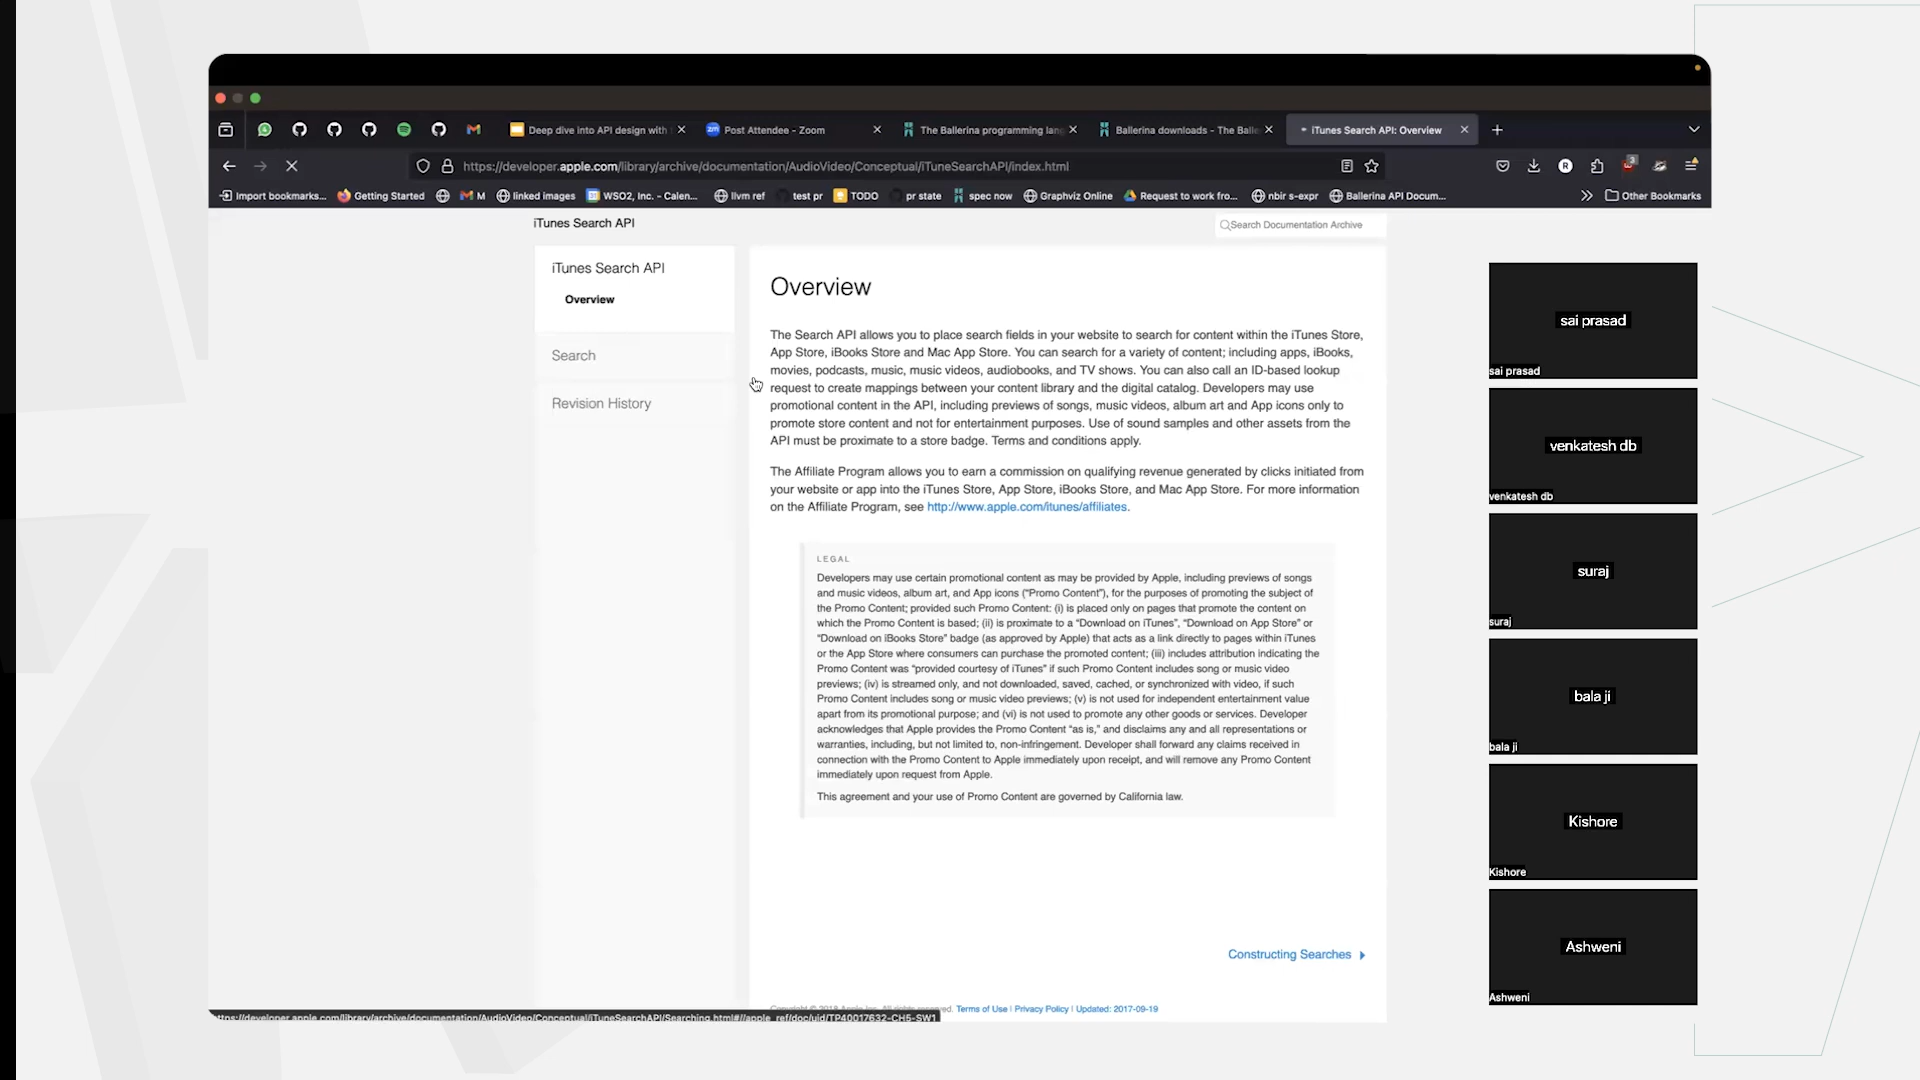 Deep dive into API design with
Post Attendee - Zoom
The Ballerina programming lang
Ballerina downloads - The Balle
iTunes Search API: Overview
https://developer.apple.com/library/archive/documentation/AudioVideo/Conceptual/iTuneSearchAPI/index.html
Import bookmarks...
Getting Started
M
linked images
WSO2, Inc. - Calen...
llvm ref
test pr
TODO
pr state
spec now
Graphviz Online
Request to work fro...
nbir s-expr
Ballerina API Docum...
Other Bookmarks
iTunes Search API
Search Documentation Archive
iTunes Search API
Overview
Search
Revision History
Overview
The Search API allows you to place search fields in your website to search for content within the iTunes Store,
App Store, iBooks Store and Mac App Store. You can search for a variety of content; including apps, iBooks,
movies, podcasts, music, music videos, audiobooks, and TV shows. You can also call an ID-based lookup
request to create mappings between your content library and the digital catalog. Developers may use
promotional content in the API, including previews of songs, music videos, album art and App icons only to
promote store content and not for entertainment purposes. Use of sound samples and other assets from the
API must be proximate to a store badge. Terms and conditions apply.
The Affiliate Program allows you to earn a commission on qualifying revenue generated by clicks initiated from
your website or app into the iTunes Store, App Store, iBooks Store, and Mac App Store. For more information
on the Affiliate Program, see http://www.apple.com/itunes/affiliates.
LEGAL
Developers may use certain promotional content as may be provided by Apple, including previews of songs
and music videos, album art, and App icons (“Promo Content”), for the purposes of promoting the subject of
the Promo Content; provided such Promo Content: (i) is placed only on pages that promote the content on
which the Promo Content is based; (ii) is proximate to a “Download on iTunes”, “Download on App Store” or
“Download on iBooks Store” badge (as approved by Apple) that acts as a link directly to pages within iTunes
or the App Store where consumers can purchase the promoted content; (iii) includes attribution indicating the
Promo Content was “provided courtesy of iTunes” if such Promo Content includes song or music video
previews; (iv) is streamed only, and not downloaded, saved, cached, or synchronized with video, if such
Promo Content includes song or music video previews; (v) is not used for independent entertainment value
apart from its promotional purpose; and (vi) is not used to promote any other goods or services. Developer
acknowledges that Apple provides the Promo Content “as is,” and disclaims any and all representations or
warranties, including, but not limited to, non-infringement. Developer shall forward any claims received in
connection with the Promo Content to Apple immediately upon receipt, and will remove any Promo Content
immediately upon request from Apple.
This agreement and your use of Promo Content are governed by California law.
Constructing Searches
Copyright © 2018 Apple Inc. All rights reserved. Terms of Use | Privacy Policy | Updated: 2017-09-19
https://developer.apple.com/library/archive/documentation/AudioVideo/Conceptual/iTuneSearchAPI/Searching.html#//apple_ref/doc/uid/TP40017632-CH5-SW1
sai prasad
sai prasad
venkatesh db
venkatesh db
suraj
suraj
bala ji
bala ji
Kishore
Kishore
Ashweni
Ashweni